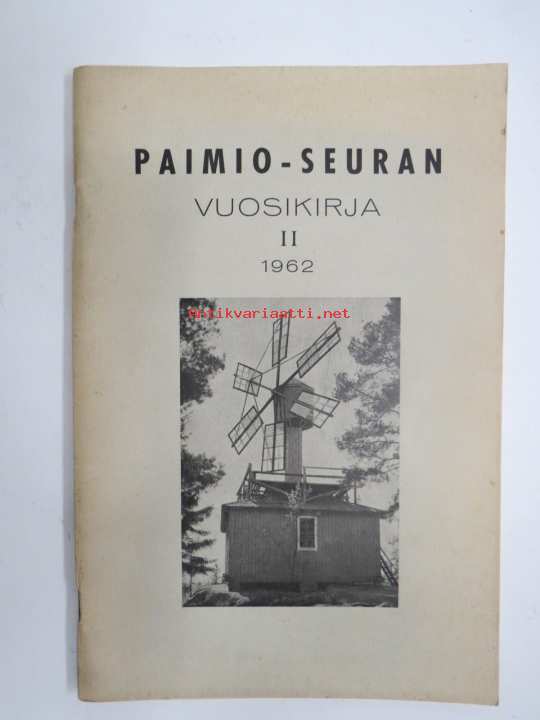 PAIMIO-SEURAN
VUOSIKIRJA
II
1962
Antikvariaatti.net